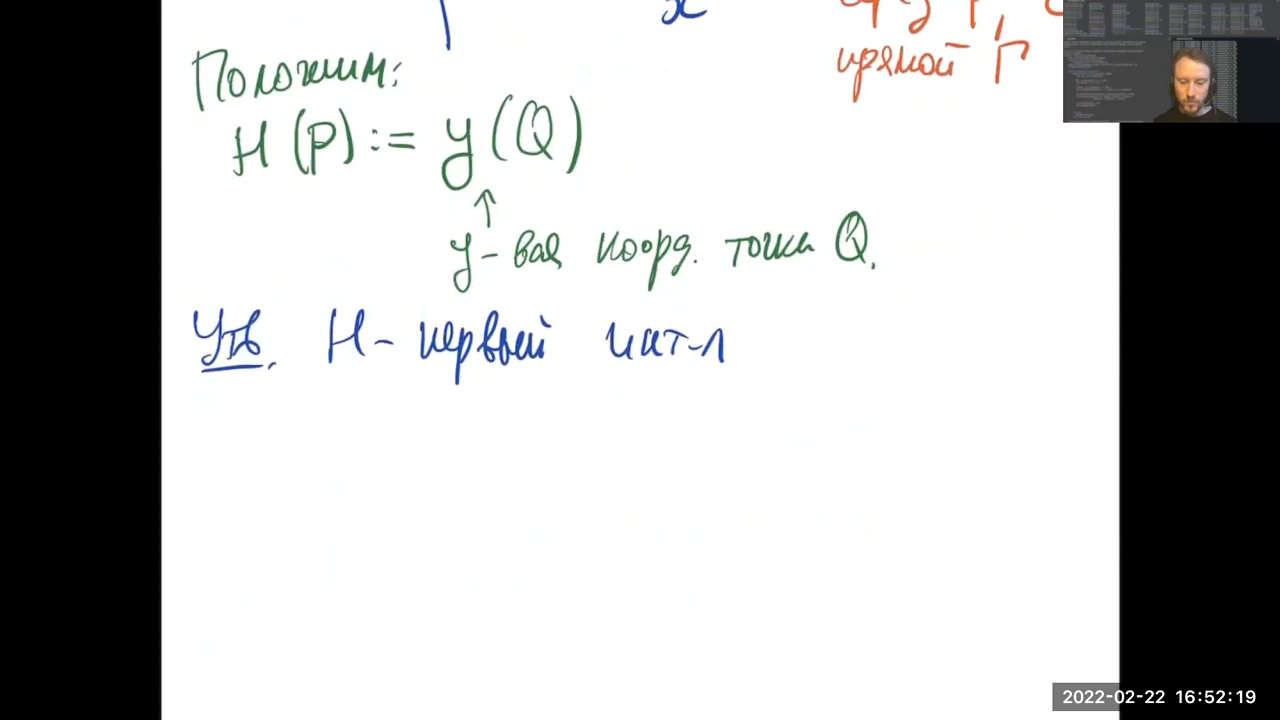 x
прямой Г
Положим:
H(P) := y(Q)
↑
y-вая коорд. точки Q.
Утв. H - первый инт-л
2022-02-22 16:52:19